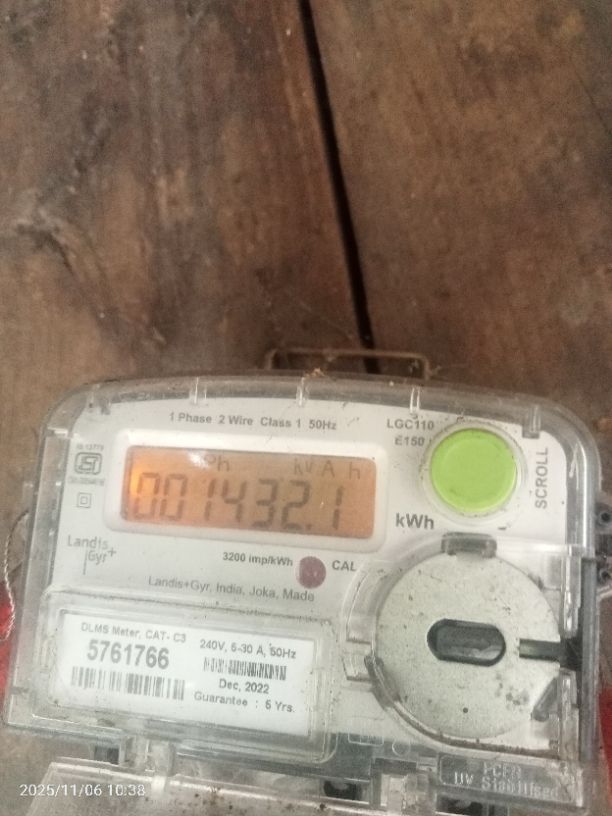 1 Phase 2 Wire Class 1 50Hz
LGC110
E150
Ph kVAh
001432.1
kWh
SCROLL
Landis
Gyr+
3200 imp/kWh
CAL
Landis+Gyr, India, Joka, Made
DLMS Meter, CAT- C3
5761766
240V, 5-30 A, 50Hz
Dec, 2022
Guarantee : 5 Yrs.
UV Stabilised
2025/11/06 10:38